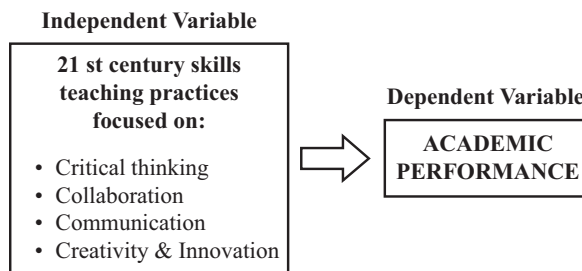 Independent Variable
21 st century skills
teaching practices
focused on:
• Critical thinking
• Collaboration
• Communication
• Creativity & Innovation
Dependent Variable
ACADEMIC
PERFORMANCE